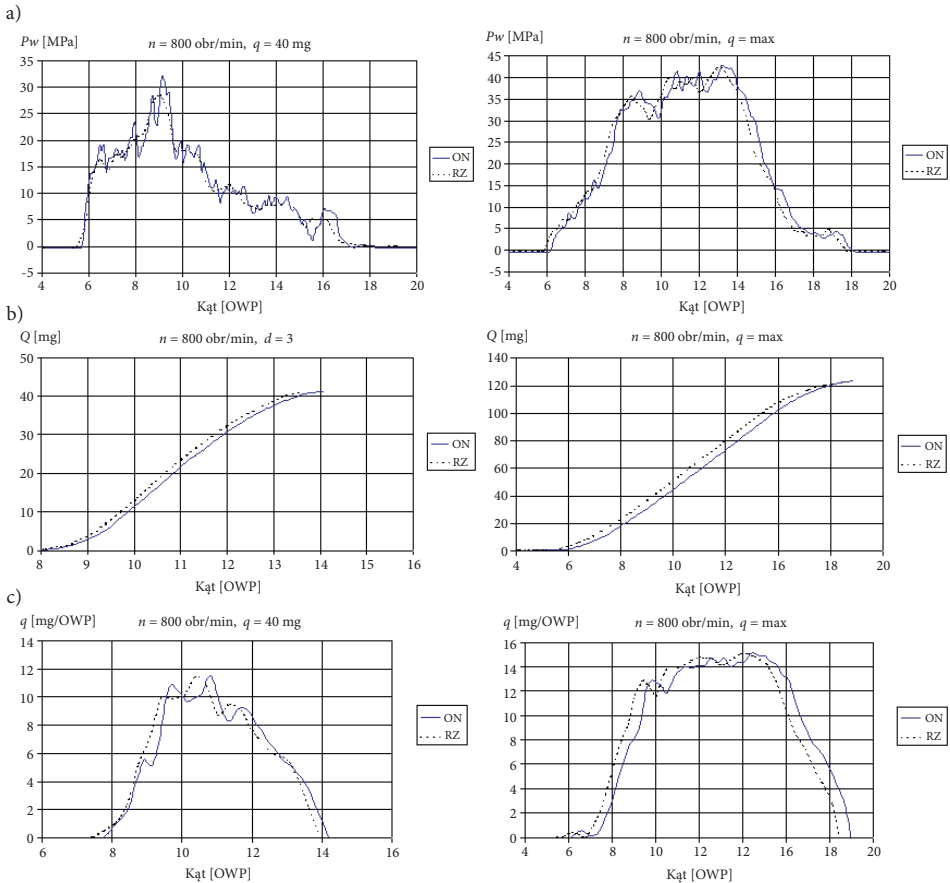 a)
Pw [MPa]
n = 800 obr/min, q = 40 mg
35
30
25
20
15
10
5
0
-5
4 6 8 10 12 14 16 18 20
Kąt [OWP]
ON
RZ
Pw [MPa]
n = 800 obr/min, q = max
45
40
35
30
25
20
15
10
5
0
-5
4 6 8 10 12 14 16 18 20
Kąt [OWP]
ON
RZ
b)
Q [mg]
n = 800 obr/min, d = 3
50
40
30
20
10
0
8 9 10 11 12 13 14 15 16
Kąt [OWP]
ON
RZ
Q [mg]
n = 800 obr/min, q = max
140
120
100
80
60
40
20
0
4 6 8 10 12 14 16 18 20
Kąt [OWP]
ON
RZ
c)
q [mg/OWP]
n = 800 obr/min, q = 40 mg
14
12
10
8
6
4
2
0
6 8 10 12 14 16
Kąt [OWP]
ON
RZ
q [mg/OWP]
n = 800 obr/min, q = max
16
14
12
10
8
6
4
2
0
4 6 8 10 12 14 16 18 20
Kąt [OWP]
ON
RZ